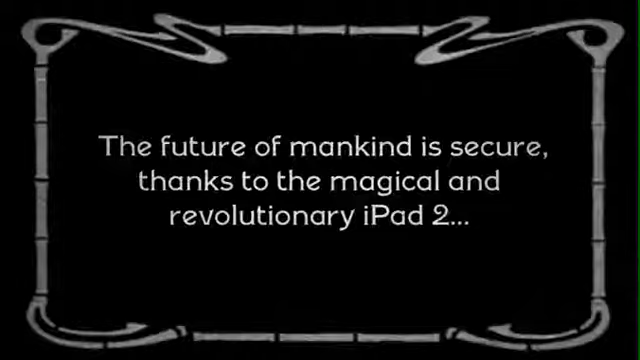 The future of mankind is secure,
thanks to the magical and
revolutionary iPad 2...